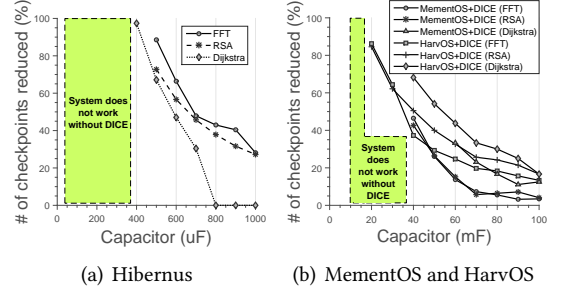 # of checkpoints reduced (%)
100
80
60
40
20
0
System does
not work
without DICE
FFT
RSA
Dijkstra
0 200 400 600 800 1000
Capacitor (uF)
(a) Hibernus
# of checkpoints reduced (%)
100
80
60
40
20
0
MementOS+DICE (FFT)
MementOS+DICE (RSA)
MementOS+DICE (Dijkstra)
HarvOS+DICE (FFT)
HarvOS+DICE (RSA)
HarvOS+DICE (Dijkstra)
System
does
not work
without
DICE
0 20 40 60 80 100
Capacitor (mF)
(b) MementOS and HarvOS